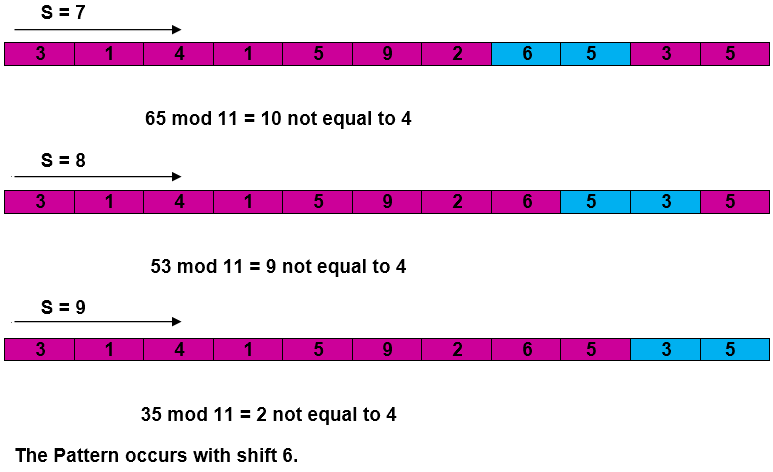 S = 7
3 1 4 1 5 9 2 6 5 3 5
65 mod 11 = 10 not equal to 4
S = 8
3 1 4 1 5 9 2 6 5 3 5
53 mod 11 = 9 not equal to 4
S = 9
3 1 4 1 5 9 2 6 5 3 5
35 mod 11 = 2 not equal to 4
The Pattern occurs with shift 6.